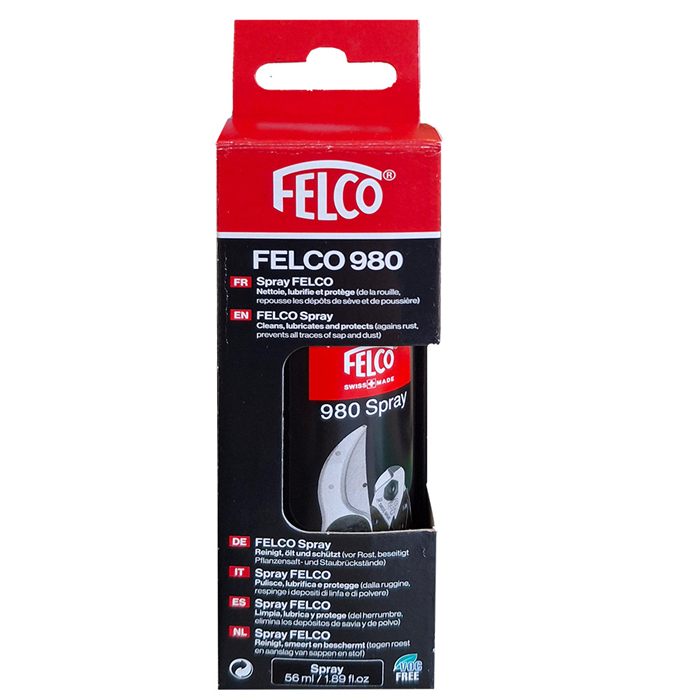 FELCO®
FELCO 980
FR Spray FELCO
Nettoie, lubrifie et protège (de la rouille,
repousse les dépôts de sève et de poussière)
EN FELCO Spray
Cleans, lubricates and protects (agains rust,
prevents all traces of sap and dust)
FELCO
SWISS MADE
980 Spray
DE FELCO Spray
Reinigt, ölt und schützt (vor Rost, beseitigt
Pflanzensaft- und Staubrückstände)
IT Spray FELCO
Pulisce, lubrifica e protegge (dalla ruggine,
respinge i depositi di linfa e di polvere)
ES Spray FELCO
Limpia, lubrica y protege (del herrumbre,
elimina los depósitos de savia y de polvo)
NL Spray FELCO
Reinigt, smeert en beschermt (tegen roest
en aanslag van sappen en stof)
Spray
56 ml / 1.89 fl.oz
VOC
FREE